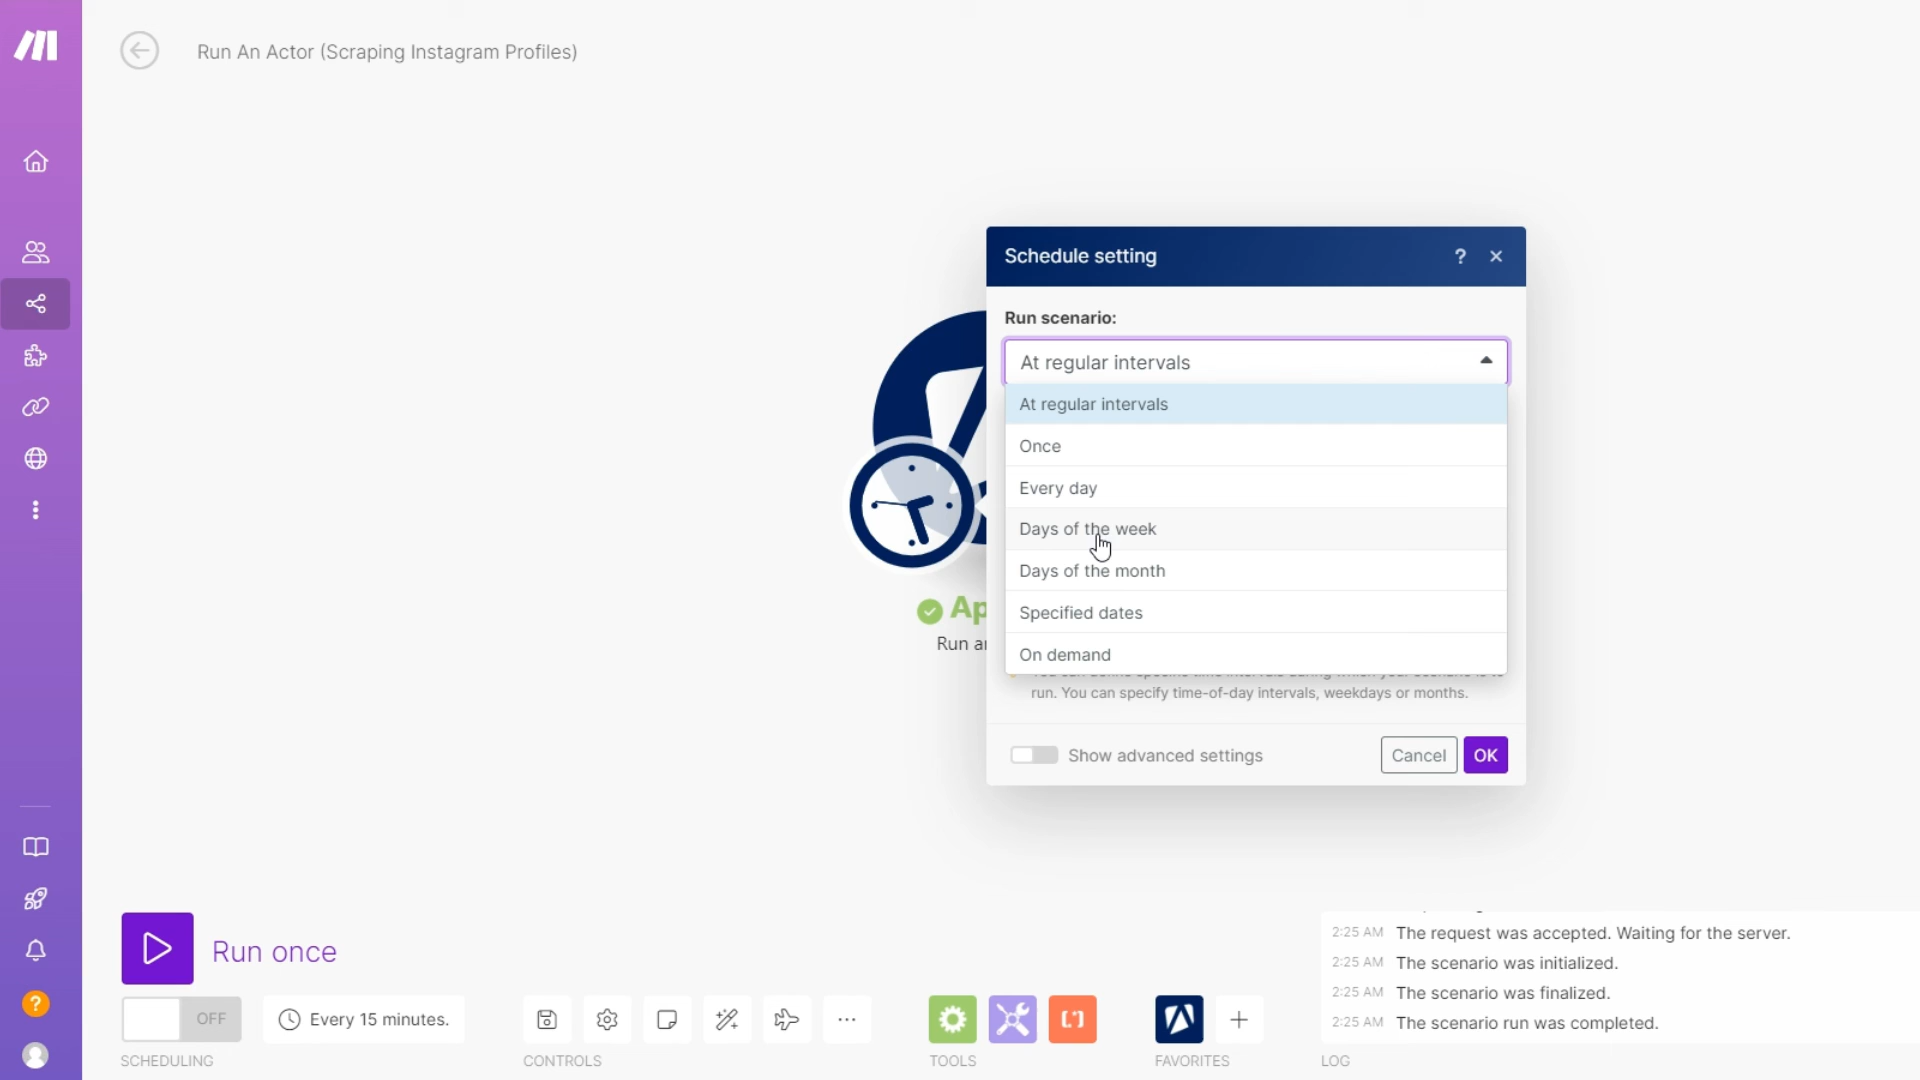 Run An Actor (Scraping Instagram Profiles)
Schedule setting
?
Run scenario:
At regular intervals
At regular intervals
Once
Every day
Days of the week
Days of the month
Specified dates
On demand
run. You can specify time-of-day intervals, weekdays or months.
Show advanced settings
Cancel
OK
Ap
Run an
Run once
OFF
Every 15 minutes.
SCHEDULING
CONTROLS
TOOLS
FAVORITES
2:25 AM The request was accepted. Waiting for the server.
2:25 AM The scenario was initialized.
2:25 AM The scenario was finalized.
2:25 AM The scenario run was completed.
LOG
?